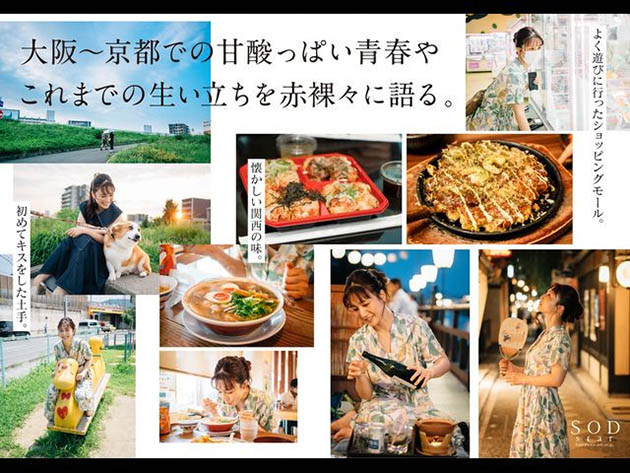 大阪〜京都での甘酸っぱい青春や
これまでの生い立ちを赤裸々に語る。
よく遊びに行ったショッピングモール。
懐かしい関西の味。
初めてキスをした土手。
SOD
star